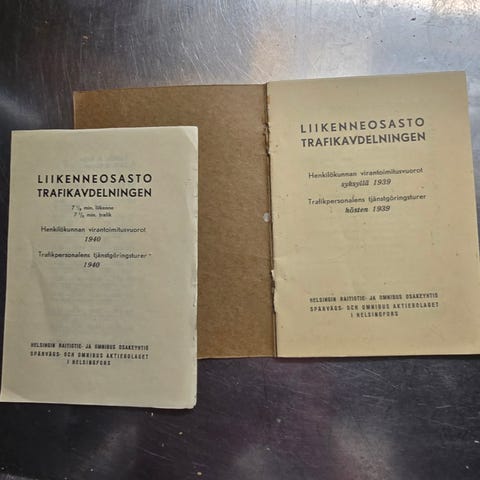 LIIKENNEOSASTO
TRAFIKAVDELNINGEN
7 1/2 min. liikenne
7 1/2 min. trafik
Henkilökunnan virantoimitusvuorot
1940
Trafikpersonalens tjänstgöringsturer
1940
HELSINGIN RAITIOTIE- JA OMNIBUS OSAKEYHTIÖ
SPÅRVÄGS- OCH OMNIBUS AKTIEBOLAGET
I HELSINGFORS
LIIKENNEOSASTO
TRAFIKAVDELNINGEN
Henkilökunnan virantoimitusvuorot
syksyllä 1939
Trafikpersonalens tjänstgöringsturer
hösten 1939
HELSINGIN RAITIOTIE- JA OMNIBUS OSAKEYHTIÖ
SPÅRVÄGS- OCH OMNIBUS AKTIEBOLAGET
I HELSINGFORS